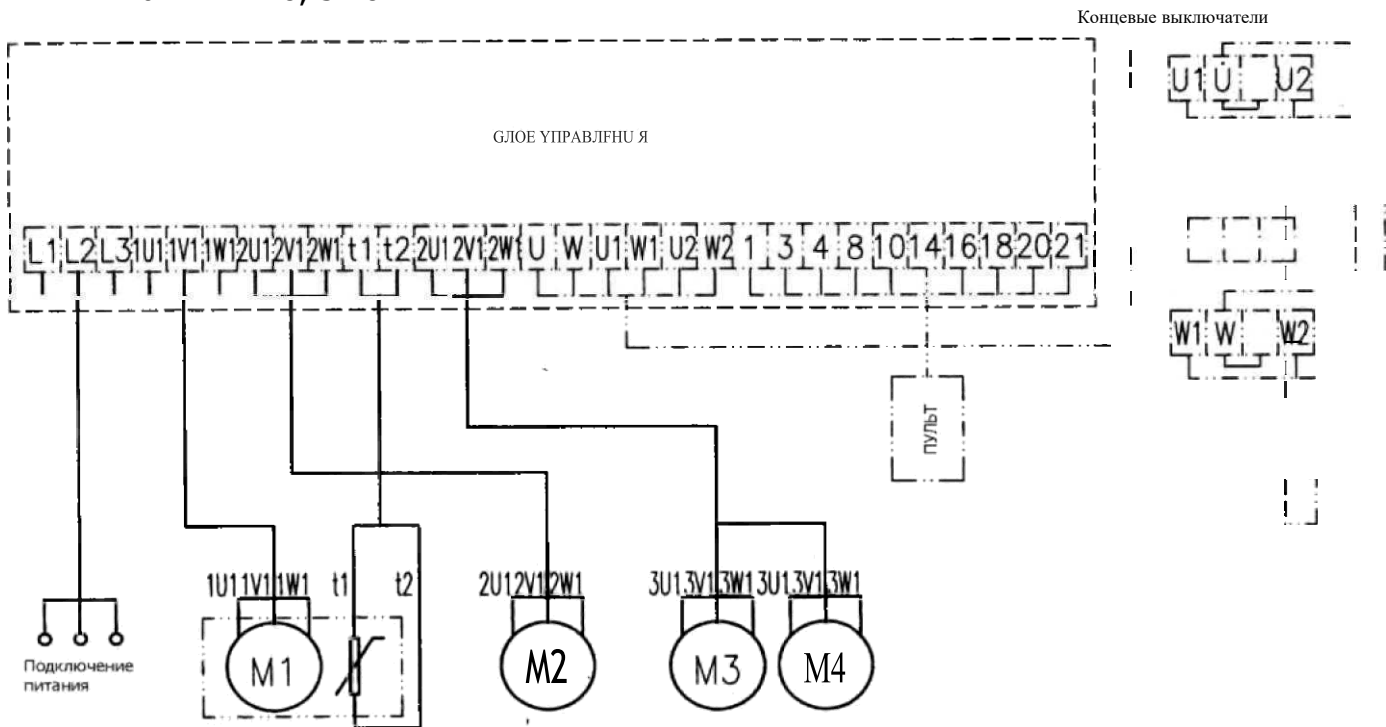 Концевые выключатели
U1 U U2
GЛОЕ YПРАВЛFHU Я
L1 L2 L3 1U1 1V1 1W1 2U1 2V1 2W1 t1 t2 2U1 2V1 2W1 U W U1 W1 U2 W2 1 3 4 8 10 14 16 18 20 21
W1 W W2
ПУЛЬТ
1U1 1V1 1W1 t1 t2 2U1 2V1 2W1 3U1 3V1 3W1 3U1 3V1 3W1
M1 M2 M3 M4
Подключение
питания